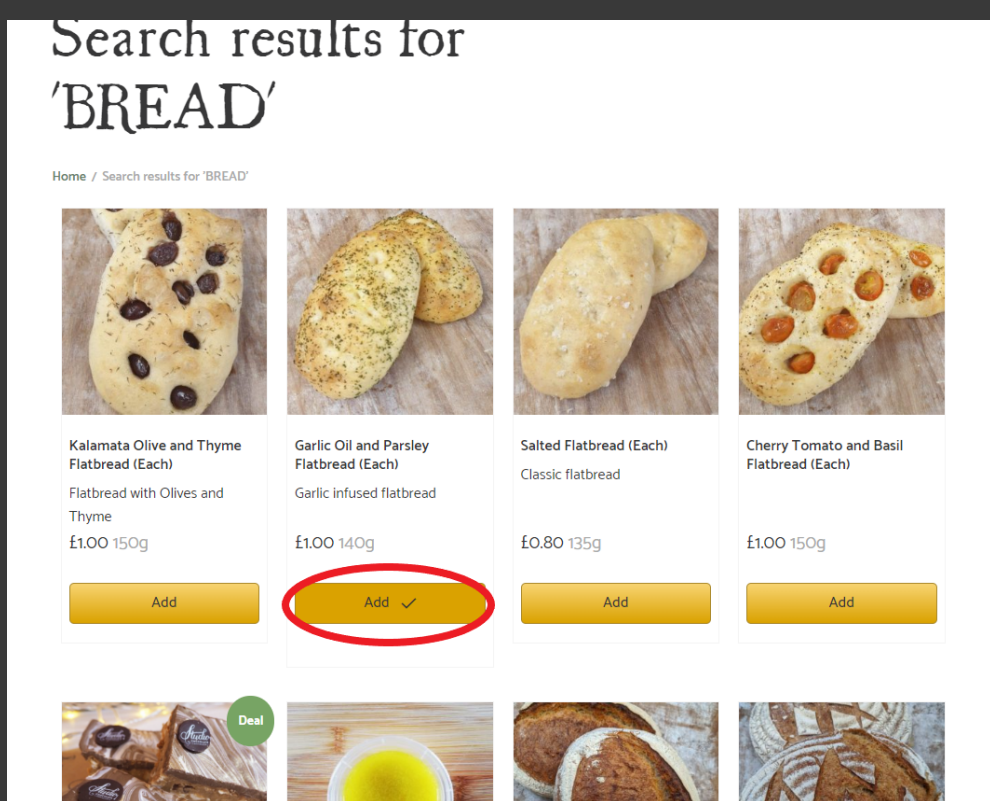 Search results for
'BREAD'
Home / Search results for 'BREAD'
Kalamata Olive and Thyme
Flatbread (Each)
Flatbread with Olives and
Thyme
£1.00 150g
Add
Garlic Oil and Parsley
Flatbread (Each)
Garlic infused flatbread
£1.00 140g
Add ✓
Salted Flatbread (Each)
Classic flatbread
£0.80 135g
Add
Cherry Tomato and Basil
Flatbread (Each)
£1.00 150g
Add
Deal
Studio